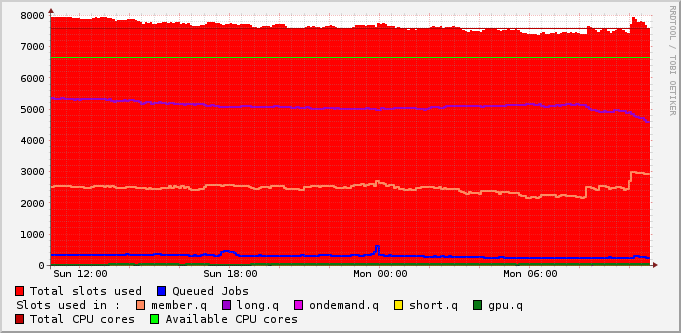 8000
7000
6000
5000
4000
3000
2000
1000
0
Sun 12:00 Sun 18:00 Mon 00:00 Mon 06:00
RRDTOOL / TOBI OETIKER
Total slots used Queued Jobs
Slots used in : member.q long.q ondemand.q short.q gpu.q
Total CPU cores Available CPU cores